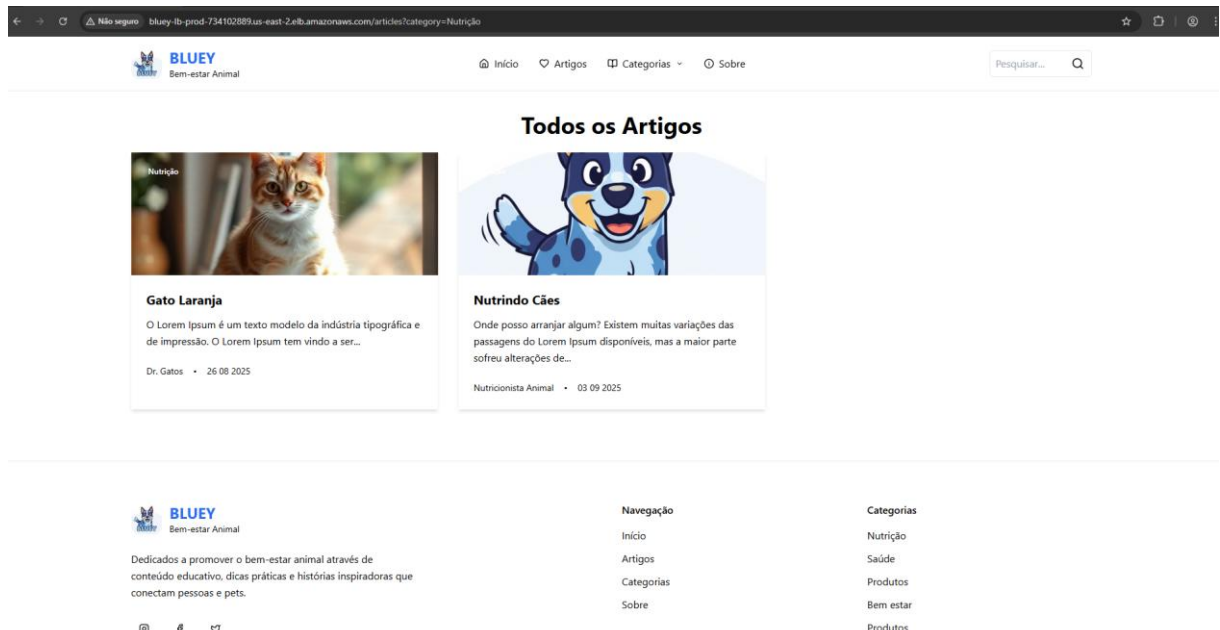 Não seguro bluey-lb-prod-734102889.us-east-2.elb.amazonaws.com/articles?category=Nutrição
BLUEY
Bem-estar Animal
Início Artigos Categorias Sobre
Pesquisar...
Todos os Artigos
Nutrição
Gato Laranja
O Lorem Ipsum é um texto modelo da indústria tipográfica e
de impressão. O Lorem Ipsum tem vindo a ser...
Dr. Gatos • 26 08 2025
Nutrindo Cães
Onde posso arranjar algum? Existem muitas variações das
passagens do Lorem Ipsum disponíveis, mas a maior parte
sofreu alterações de...
Nutricionista Animal • 03 09 2025
BLUEY
Bem-estar Animal
Dedicados a promover o bem-estar animal através de
conteúdo educativo, dicas práticas e histórias inspiradoras que
conectam pessoas e pets.
Navegação
Início
Artigos
Categorias
Sobre
Categorias
Nutrição
Saúde
Produtos
Bem estar
Produtos